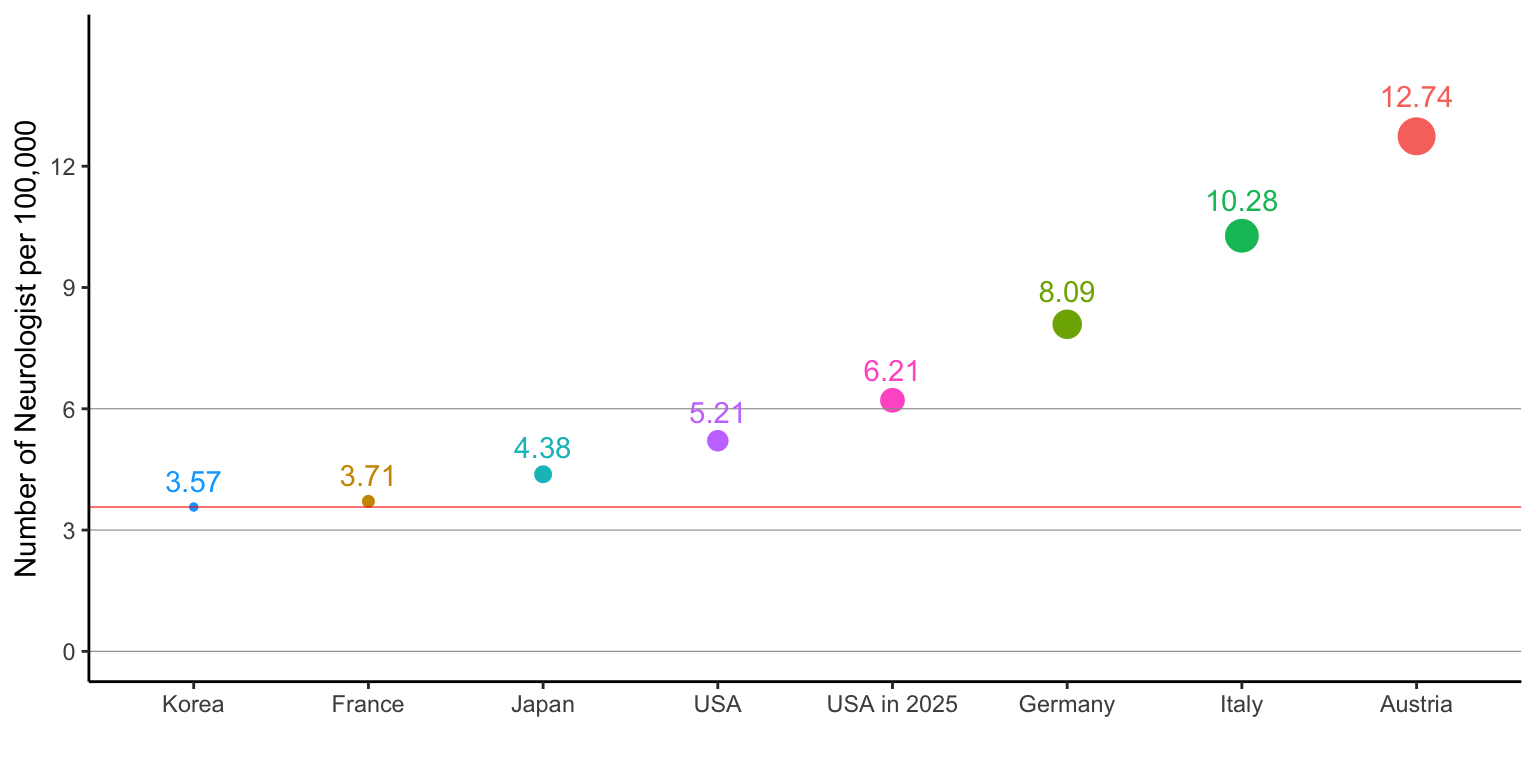 Number of Neurologist per 100,000
12
9
6
3
0
3.57
3.71
4.38
5.21
6.21
8.09
10.28
12.74
Korea
France
Japan
USA
USA in 2025
Germany
Italy
Austria